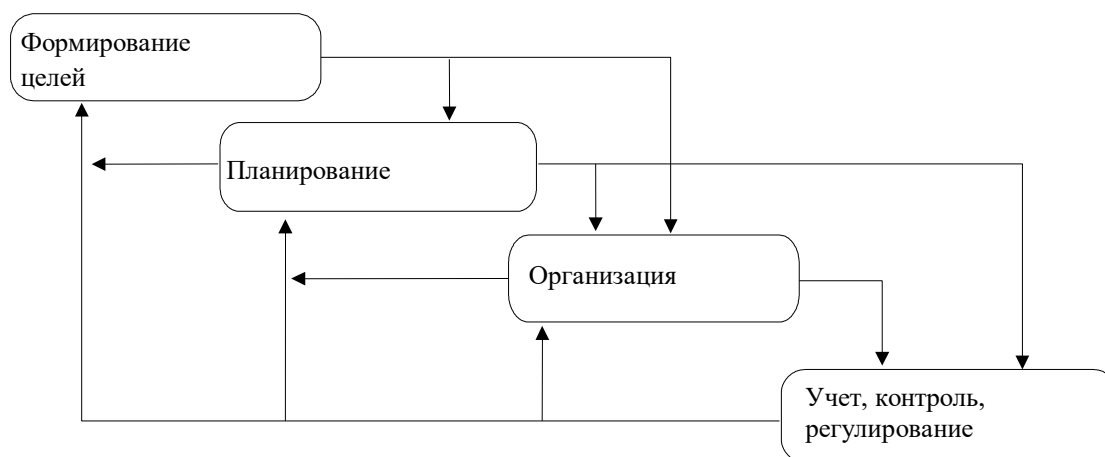 Формирование
целей
Планирование
Организация
Учет, контроль,
регулирование